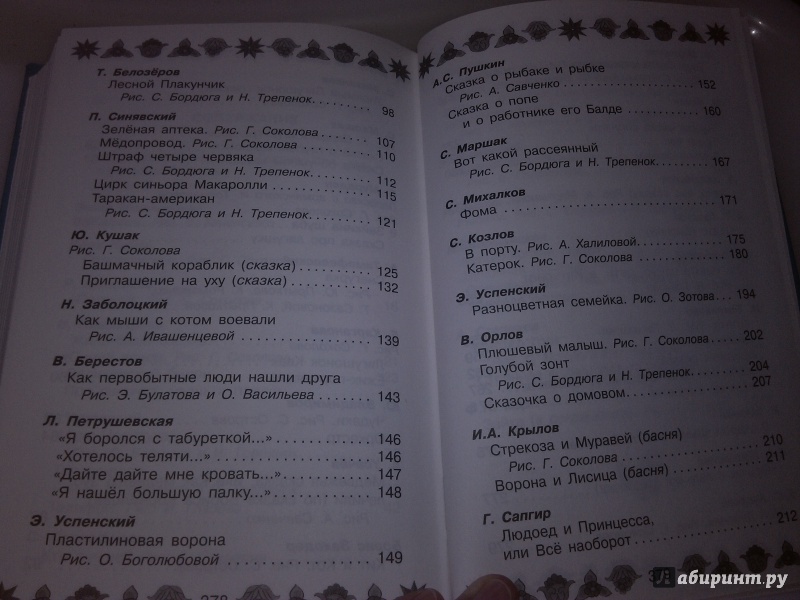 Т. Белозёров
Лесной Плакунчик
Рис. С. Бордюга и Н. Трепенок. 98
П. Синявский
Зелёная аптека. Рис. Г. Соколова 107
Мёдопровод. Рис. Г. Соколова 110
Штраф четыре червяка
Рис. С. Бордюга и Н. Трепенок. 112
Цирк синьора Макаролли 115
Таракан-американ
Рис. С. Бордюга и Н. Трепенок. 121
Ю. Кушак
Рис. Г. Соколова
Башмачный кораблик (сказка) 125
Приглашение на уху (сказка) 132
Н. Заболоцкий
Как мыши с котом воевали
Рис. А. Ивашенцевой 139
В. Берестов
Как первобытные люди нашли друга
Рис. Э. Булатова и О. Васильева 143
Л. Петрушевская
«Я боролся с табуреткой...» 146
«Хотелось теляти...» 146
«Дайте дайте мне кровать...» 147
«Я нашёл большую палку...» 148
Э. Успенский
Пластилиновая ворона
Рис. О. Боголюбовой 149
378
А.С. Пушкин
Сказка о рыбаке и рыбке
Рис. А. Савченко 152
Сказка о попе
и о работнике его Балде 160
С. Маршак
Вот какой рассеянный
Рис. С. Бордюга и Н. Трепенок. 167
С. Михалков
Фома 171
С. Козлов
В порту. Рис. А. Халиловой. 175
Катерок. Рис. Г. Соколова 180
Э. Успенский
Разноцветная семейка. Рис. О. Зотова 194
В. Орлов
Плюшевый малыш. Рис. Г. Соколова 202
Голубой зонт
Рис. С. Бордюга и Н. Трепенок. 204
Сказочка о домовом. 207
И.А. Крылов
Стрекоза и Муравей (басня)
Рис. Г. Соколова 210
Ворона и Лисица (басня) 211
Г. Сапгир
Людоед и Принцесса,
или Всё наоборот 212
абиринт.ру